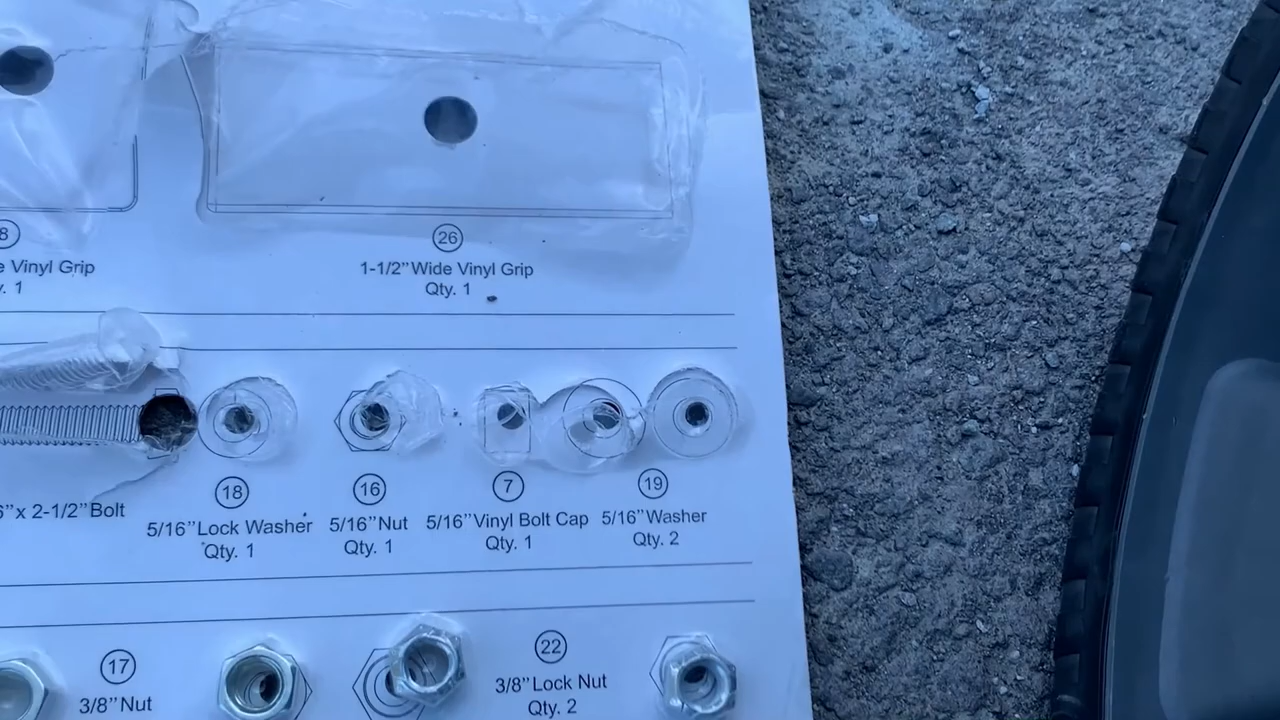 8
26
Vinyl Grip
1-1/2" Wide Vinyl Grip
. 1
Qty. 1
x 2-1/2" Bolt
18
16
7
19
5/16" Lock Washer
5/16" Nut
5/16" Vinyl Bolt Cap
5/16" Washer
Qty. 1
Qty. 1
Qty. 1
Qty. 2
17
22
3/8" Nut
3/8" Lock Nut
Qty. 2